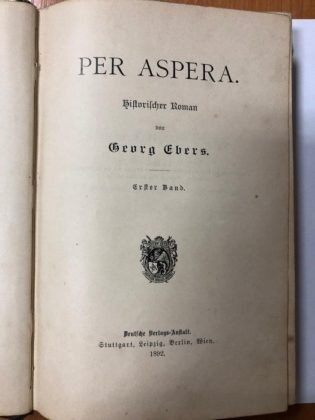 PER ASPERA.
Historischer Roman
von
Georg Ebers.
Erster Band.
Deutsche Verlags-Anstalt.
Stuttgart, Leipzig, Berlin, Wien.
1892.